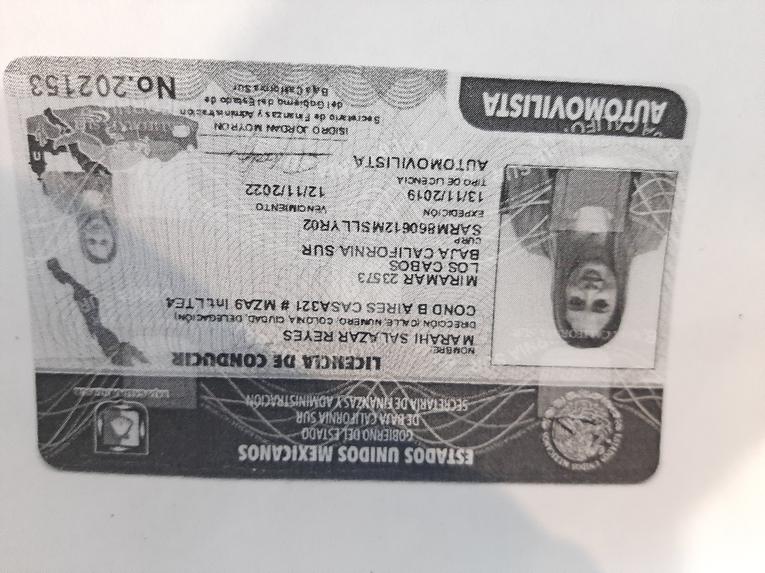 ESTADOS UNIDOS MEXICANOS
GOBIERNO DEL ESTADO
DE BAJA CALIFORNIA SUR
SECRETARÍA DE FINANZAS Y ADMINISTRACIÓN
LICENCIA DE CONDUCIR
NOMBRE:
MARAHI SALAZAR REYES
DIRECCIÓN (CALLE, NÚMERO, COLONIA, CIUDAD, DELEGACIÓN)
COND B AIRES CASA321 # MZA9 Int.LTE4
MIRAMAR 23573
LOS CABOS
BAJA CALIFORNIA SUR
CURP
SARM860612MSLLYR02
EXPEDICIÓN
13/11/2019
VENCIMIENTO
12/11/2022
TIPO DE LICENCIA
AUTOMOVILISTA
ISIDRO JORDAN MOYRON
Secretario de Finanzas y Administración
del Gobierno del Estado de
Baja California Sur
AUTOMOVILISTA
No.202153